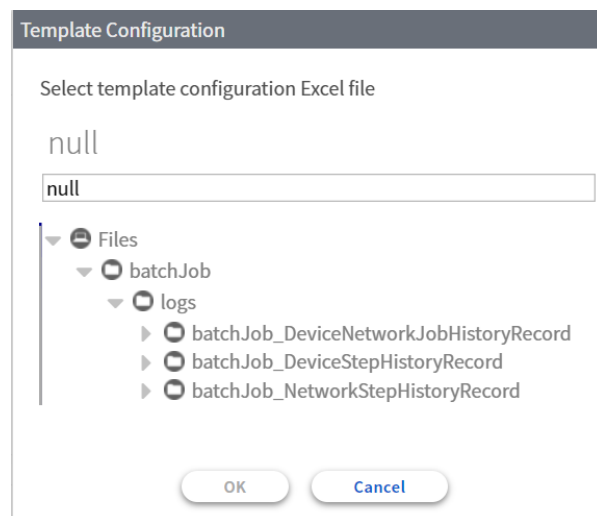 Template Configuration
Select template configuration Excel file
null
null
Files
batchJob
logs
batchJob_DeviceNetworkJobHistoryRecord
batchJob_DeviceStepHistoryRecord
batchJob_NetworkStepHistoryRecord
OK Cancel